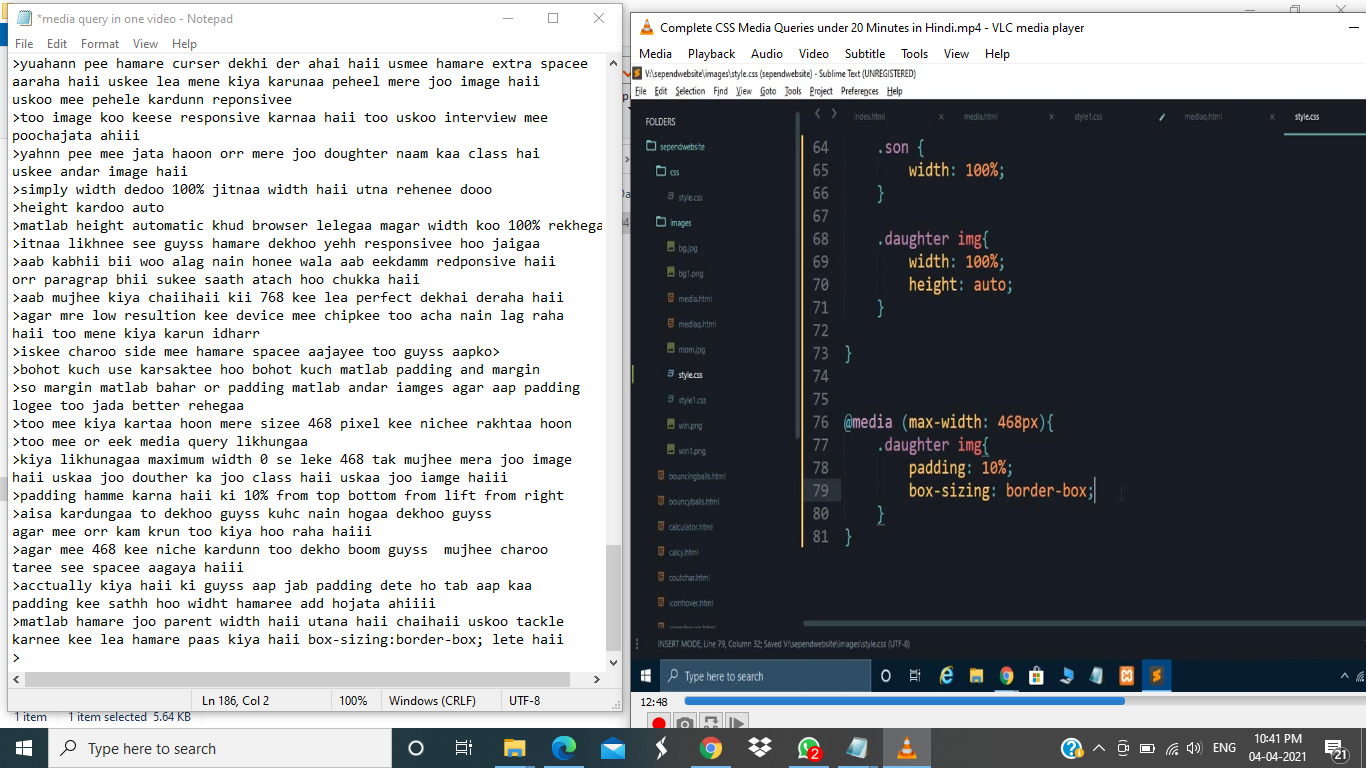 *media query in one video - Notepad
File Edit Format View Help
>yuahann pee hamare curser dekhi der ahai haii usmee hamare extra spacee
aaraha haii uskee lea mene kiya karunaa peheel mere joo image haii
uskoo mee pehele kardunn reponsivee
>too image koo keese responsive karnaa haii too uskoo interview mee
poochajata ahiii
>yahnn pee mee jata haoon orr mere joo doughter naam kaa class hai
uskee andar image haii
>simply width dedoo 100% jitnaa width haii utna rehenee dooo
>height kardoo auto
>matlab height automatic khud browser lelegaa magar width koo 100% rekhega
>itnaa likhnee see guyss hamare dekhoo yehh responsivee hoo jaigaa
>aab kabhii bii woo alag nain honee wala aab eekdamm redponsive haii
orr paragrap bhii sukee saath atach hoo chukka haii
>aab mujhee kiya chaiihaii kii 768 kee lea perfect dekhai deraha haii
>agar mre low resultion kee device mee chipkee too acha nain lag raha
haii too mene kiya karun idharr
>iskee charoo side mee hamare spacee aajayee too guyss aapko>
>bohot kuch use karsaktee hoo bohot kuch matlab padding and margin
>so margin matlab bahar or padding matlab andar iamges agar aap padding
logee too jada better rehegaa
>too mee kiya kartaa hoon mere sizee 468 pixel kee nichee rakhtaa hoon
>too mee or eek media query likhungaa
>kiya likhunagaa maximum width 0 se leke 468 tak mujhee mera joo image
haii uskaa joo douther ka joo class haii uskaa joo iamge haiii
>padding hamme karna haii ki 10% from top bottom from lift from right
>aisa kardungaa to dekhoo guyss kuhc nain hogaa dekhoo guyss
agar mee orr kam krun too kiya hoo raha haiii
>agar mee 468 kee niche kardunn too dekho boom guyss  mujhee charoo
taree see spacee aagaya haiii
>acctually kiya haii ki guyss aap jab padding dete ho tab aap kaa
padding kee sathh hoo widht hamaree add hojata ahiiii
>matlab hamare joo parent width haii utana haii chaihaii uskoo tackle
karnee kee lea hamare paas kiya haii box-sizing:border-box; lete haii
>
Ln 186, Col 2 100% Windows (CRLF) UTF-8
1 item 1 item selected 5.64 KB
Complete CSS Media Queries under 20 Minutes in Hindi.mp4 - VLC media player
Media Playback Audio Video Subtitle Tools View Help
V:\sependwebsite\images\style.css (sependwebsite) - Sublime Text (UNREGISTERED)
File Edit Selection Find View Goto Tools Project Preferences Help
index.html media.html style1.css mediaq.html style.css
FOLDERS
sependwebsite
css
style.css
images
bg.jpg
bg1.png
media.html
mediaq.html
mom.jpg
style.css
style1.css
win.png
win1.png
bouncingballs.html
bouncyballs.html
calculator.html
calcy.html
coutchar.html
iconhover.html
64 .son {
65 width: 100%;
66 }
67
68 .daughter img{
69 width: 100%;
70 height: auto;
71 }
72
73 }
74
75
76 @media (max-width: 468px){
77 .daughter img{
78 padding: 10%;
79 box-sizing: border-box;
80 }
81 }
INSERT MODE, Line 79, Column 32; Saved V:\sependwebsite\images\style.css (UTF-8)
Type here to search
12:48
Type here to search
2
ENG
10:41 PM
04-04-2021
21